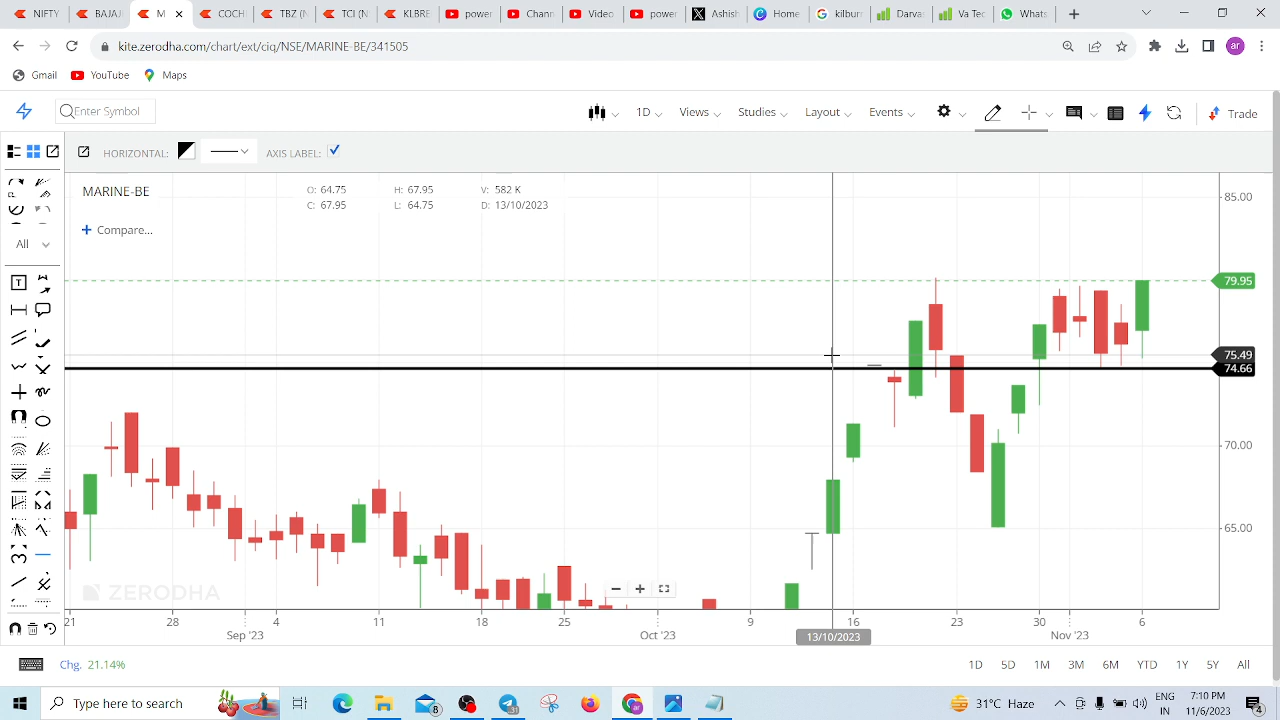 NIFTY
BAJA
M
COCH
TBZ (N
TCI (N
KLBRE
power
Chann
Video
power
Ashish
Home
kilburn
Darvas
Va Tec
Whats
kite.zerodha.com/chart/ext/ciq/NSE/MARINE-BE/341505
ar
Gmail
YouTube
Maps
Enter Symbol
1D
Views
Studies
Layout
Events
Trade
HORIZONTAL:
AXIS LABEL:
MARINE-BE
O: 64.75 H: 67.95 V: 582 K
C: 67.95 L: 64.75 D: 13/10/2023
Compare...
All
85.00
79.95
75.49
74.66
70.00
65.00
ZERODHA
21 28 4 11 18 25 9 16 23 30 6
Sep '23 Oct '23 Nov '23
13/10/2023
Chg. 21.14%
1D 5D 1M 3M 6M YTD 1Y 5Y All
Type here to search
8
31°C Haze
ENG
IN
7:10 PM
11/6/2023
4